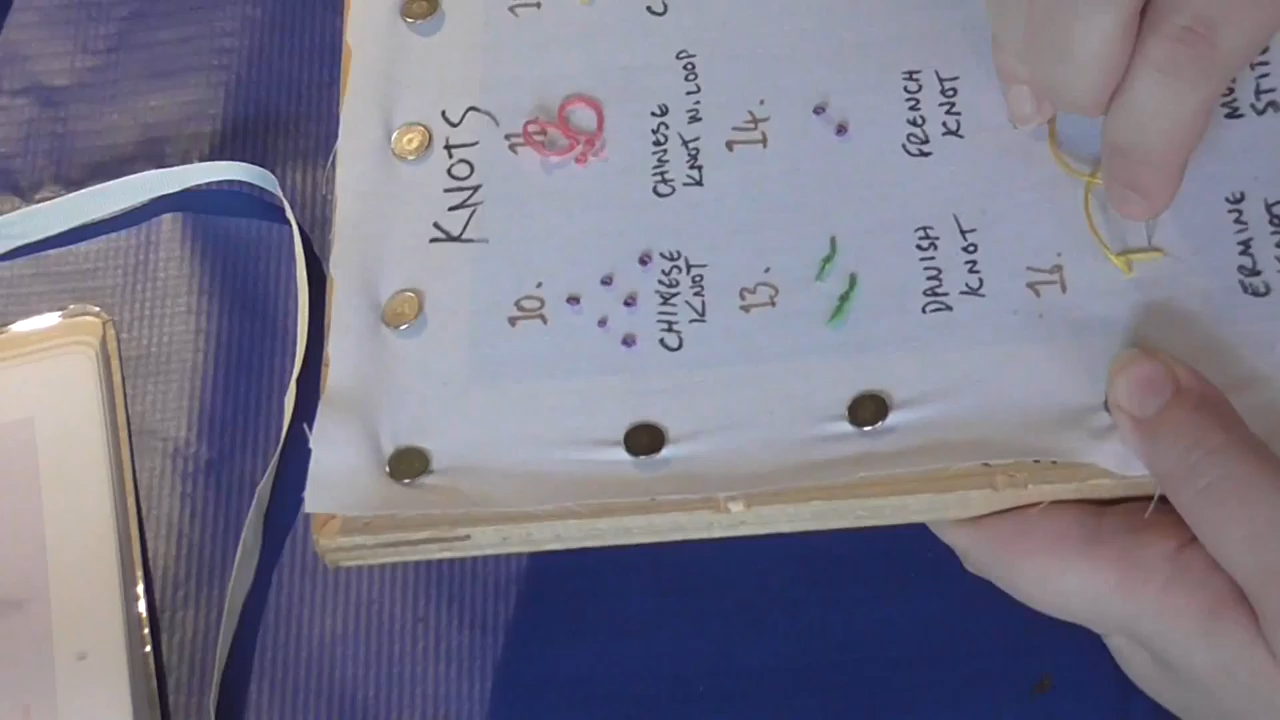 KNOTS
10.
11.
CHINESE
KNOT
CHINESE
KNOT W. LOOP
13.
14.
DANISH
KNOT
FRENCH
KNOT
16.
ERMINE